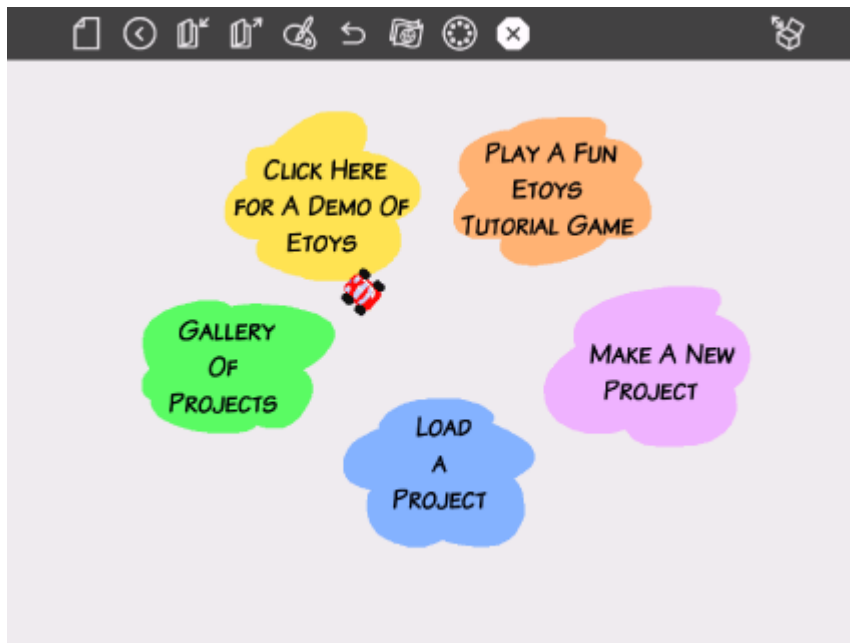 Click Here
for A Demo Of
Etoys
Play A Fun
Etoys
Tutorial Game
Gallery
Of
Projects
Make A New
Project
Load
A
Project